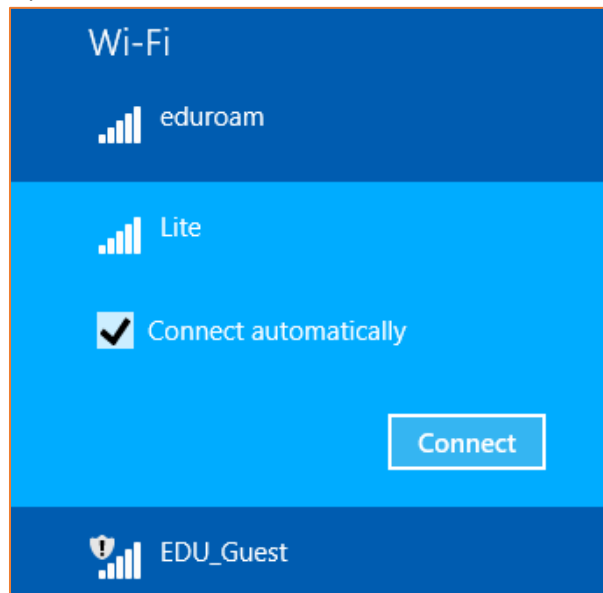 Wi-Fi
eduroam
Lite
Connect automatically
Connect
EDU_Guest